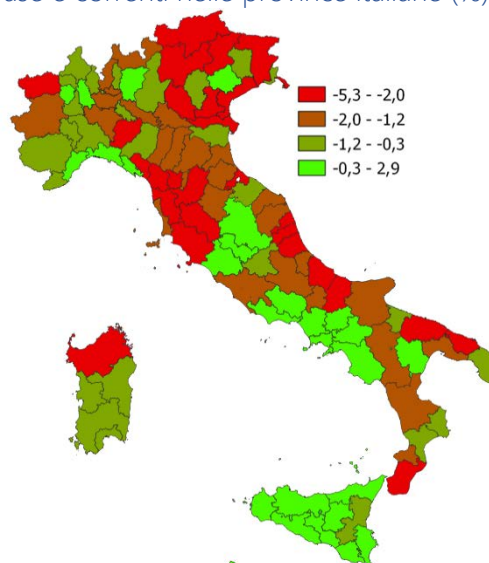 correnti nelle province italiane (%)
-5,3 - -2,0
-2,0 - -1,2
-1,2 - -0,3
-0,3 - 2,9